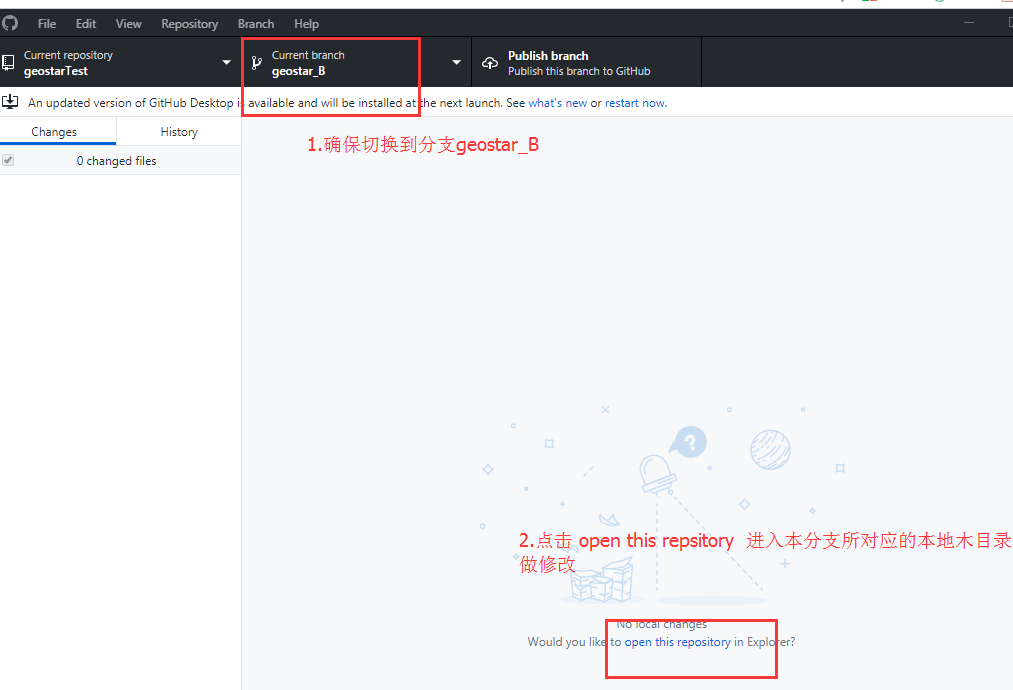 File Edit View Repository Branch Help
Current repository
geostarTest
Current branch
geostar_B
Publish branch
Publish this branch to GitHub
An updated version of GitHub Desktop is available and will be installed at the next launch. See what's new or restart now.
Changes History
0 changed files
1.确保切换到分支geostar_B
?
2.点击 open this repsitory 进入本分支所对应的本地木目录
做修改
No local changes
Would you like to open this repository in Explorer?